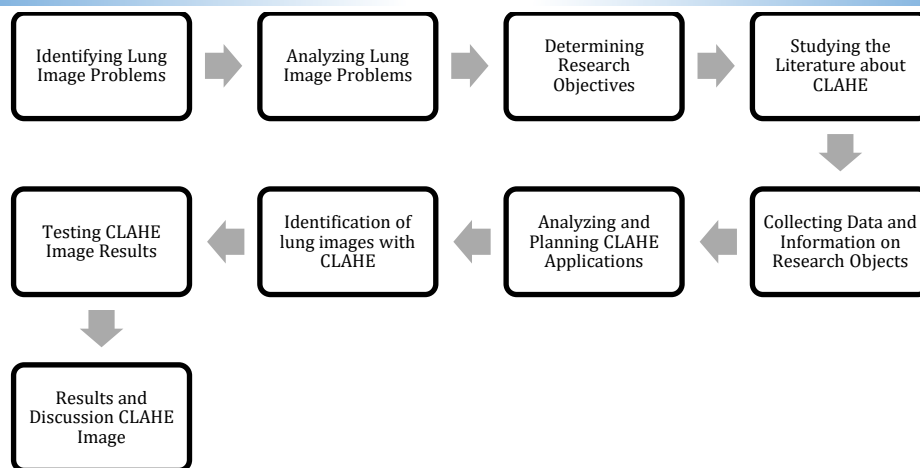 Identifying Lung
Image Problems
Analyzing Lung
Image Problems
Determining
Research
Objectives
Studying the
Literature about
CLAHE
Collecting Data and
Information on
Research Objects
Analyzing and
Planning CLAHE
Applications
Identification of
lung images with
CLAHE
Testing CLAHE
Image Results
Results and
Discussion CLAHE
Image